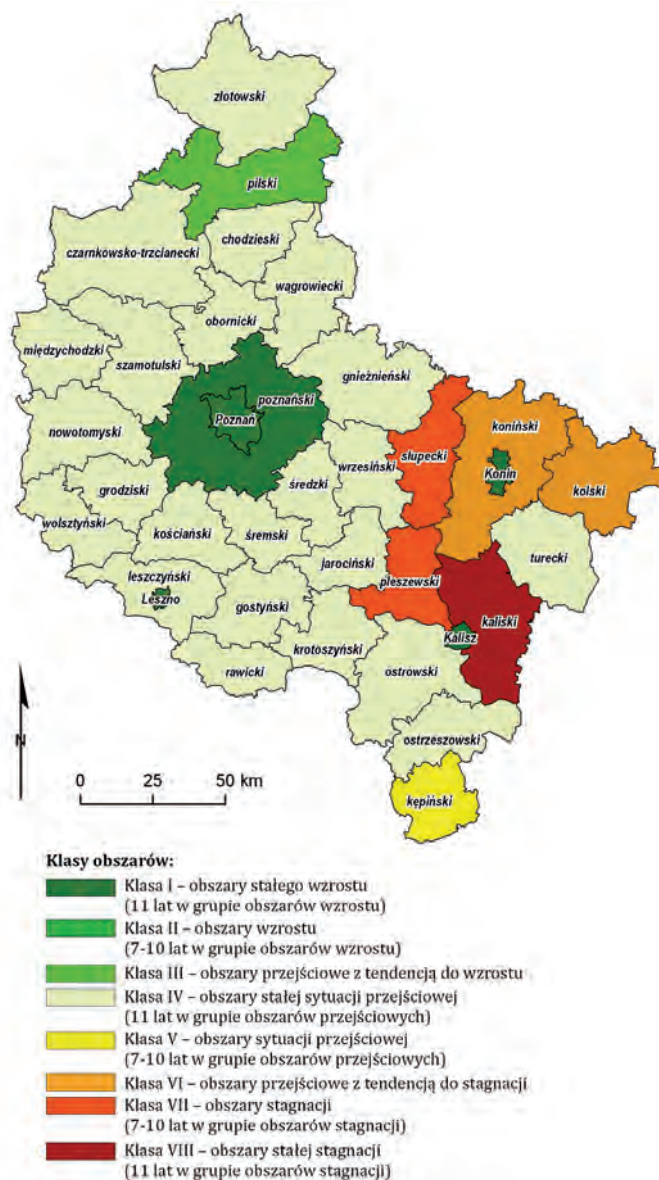 złotowski
pilski
chodzieski
czarnkowsko-trzcianecki
wągrowiecki
obornicki
międzychodzki
szamotulski
gnieźnieński
poznański
Poznań
koniński
nowotomyski
słupecki
wrzesiński
Konin
średzki
kolski
grodziski
wolsztyński
kościański
śremski
turecki
jarociński
leszczyński
pleszewski
Leszno
gostyński
kaliski
Kalisz
krotoszyński
rawicki
ostrowski
N
ostrzeszowski
0 25 50 km
kępiński
Klasy obszarów:
Klasa I – obszary stałego wzrostu
(11 lat w grupie obszarów wzrostu)
Klasa II – obszary wzrostu
(7-10 lat w grupie obszarów wzrostu)
Klasa III – obszary przejściowe z tendencją do wzrostu
Klasa IV – obszary stałej sytuacji przejściowej
(11 lat w grupie obszarów przejściowych)
Klasa V – obszary sytuacji przejściowej
(7-10 lat w grupie obszarów przejściowych)
Klasa VI – obszary przejściowe z tendencją do stagnacji
Klasa VII – obszary stagnacji
(7-10 lat w grupie obszarów stagnacji)
Klasa VIII – obszary stałej stagnacji
(11 lat w grupie obszarów stagnacji)